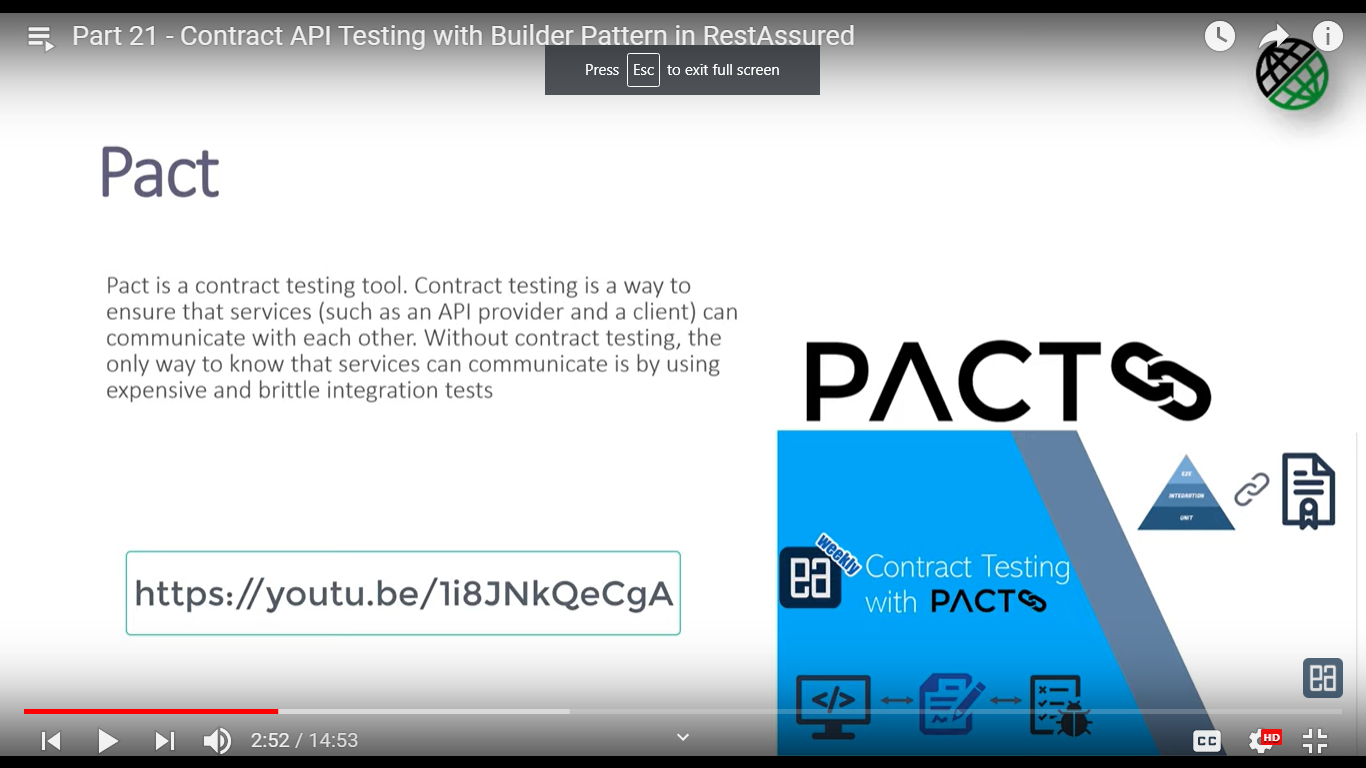 Part 21 - Contract API Testing with Builder Pattern in RestAssured
Press Esc to exit full screen
Pact
Pact is a contract testing tool. Contract testing is a way to
ensure that services (such as an API provider and a client) can
communicate with each other. Without contract testing, the
only way to know that services can communicate is by using
expensive and brittle integration tests
PACT
E2E
INTEGRATION
UNIT
weekly
Contract Testing
with PACT
https://youtu.be/1i8JNkQeCgA
2:52 / 14:53
CC
HD